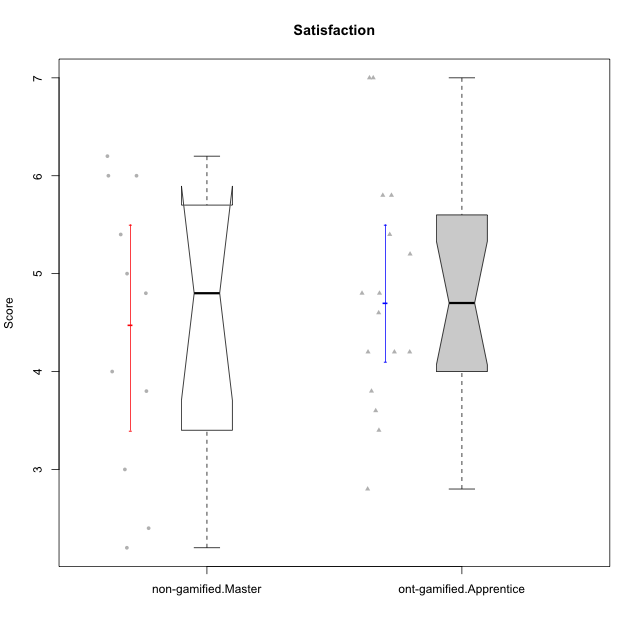 Satisfaction
Score
7
6
5
4
3
non-gamified.Master
ont-gamified.Apprentice